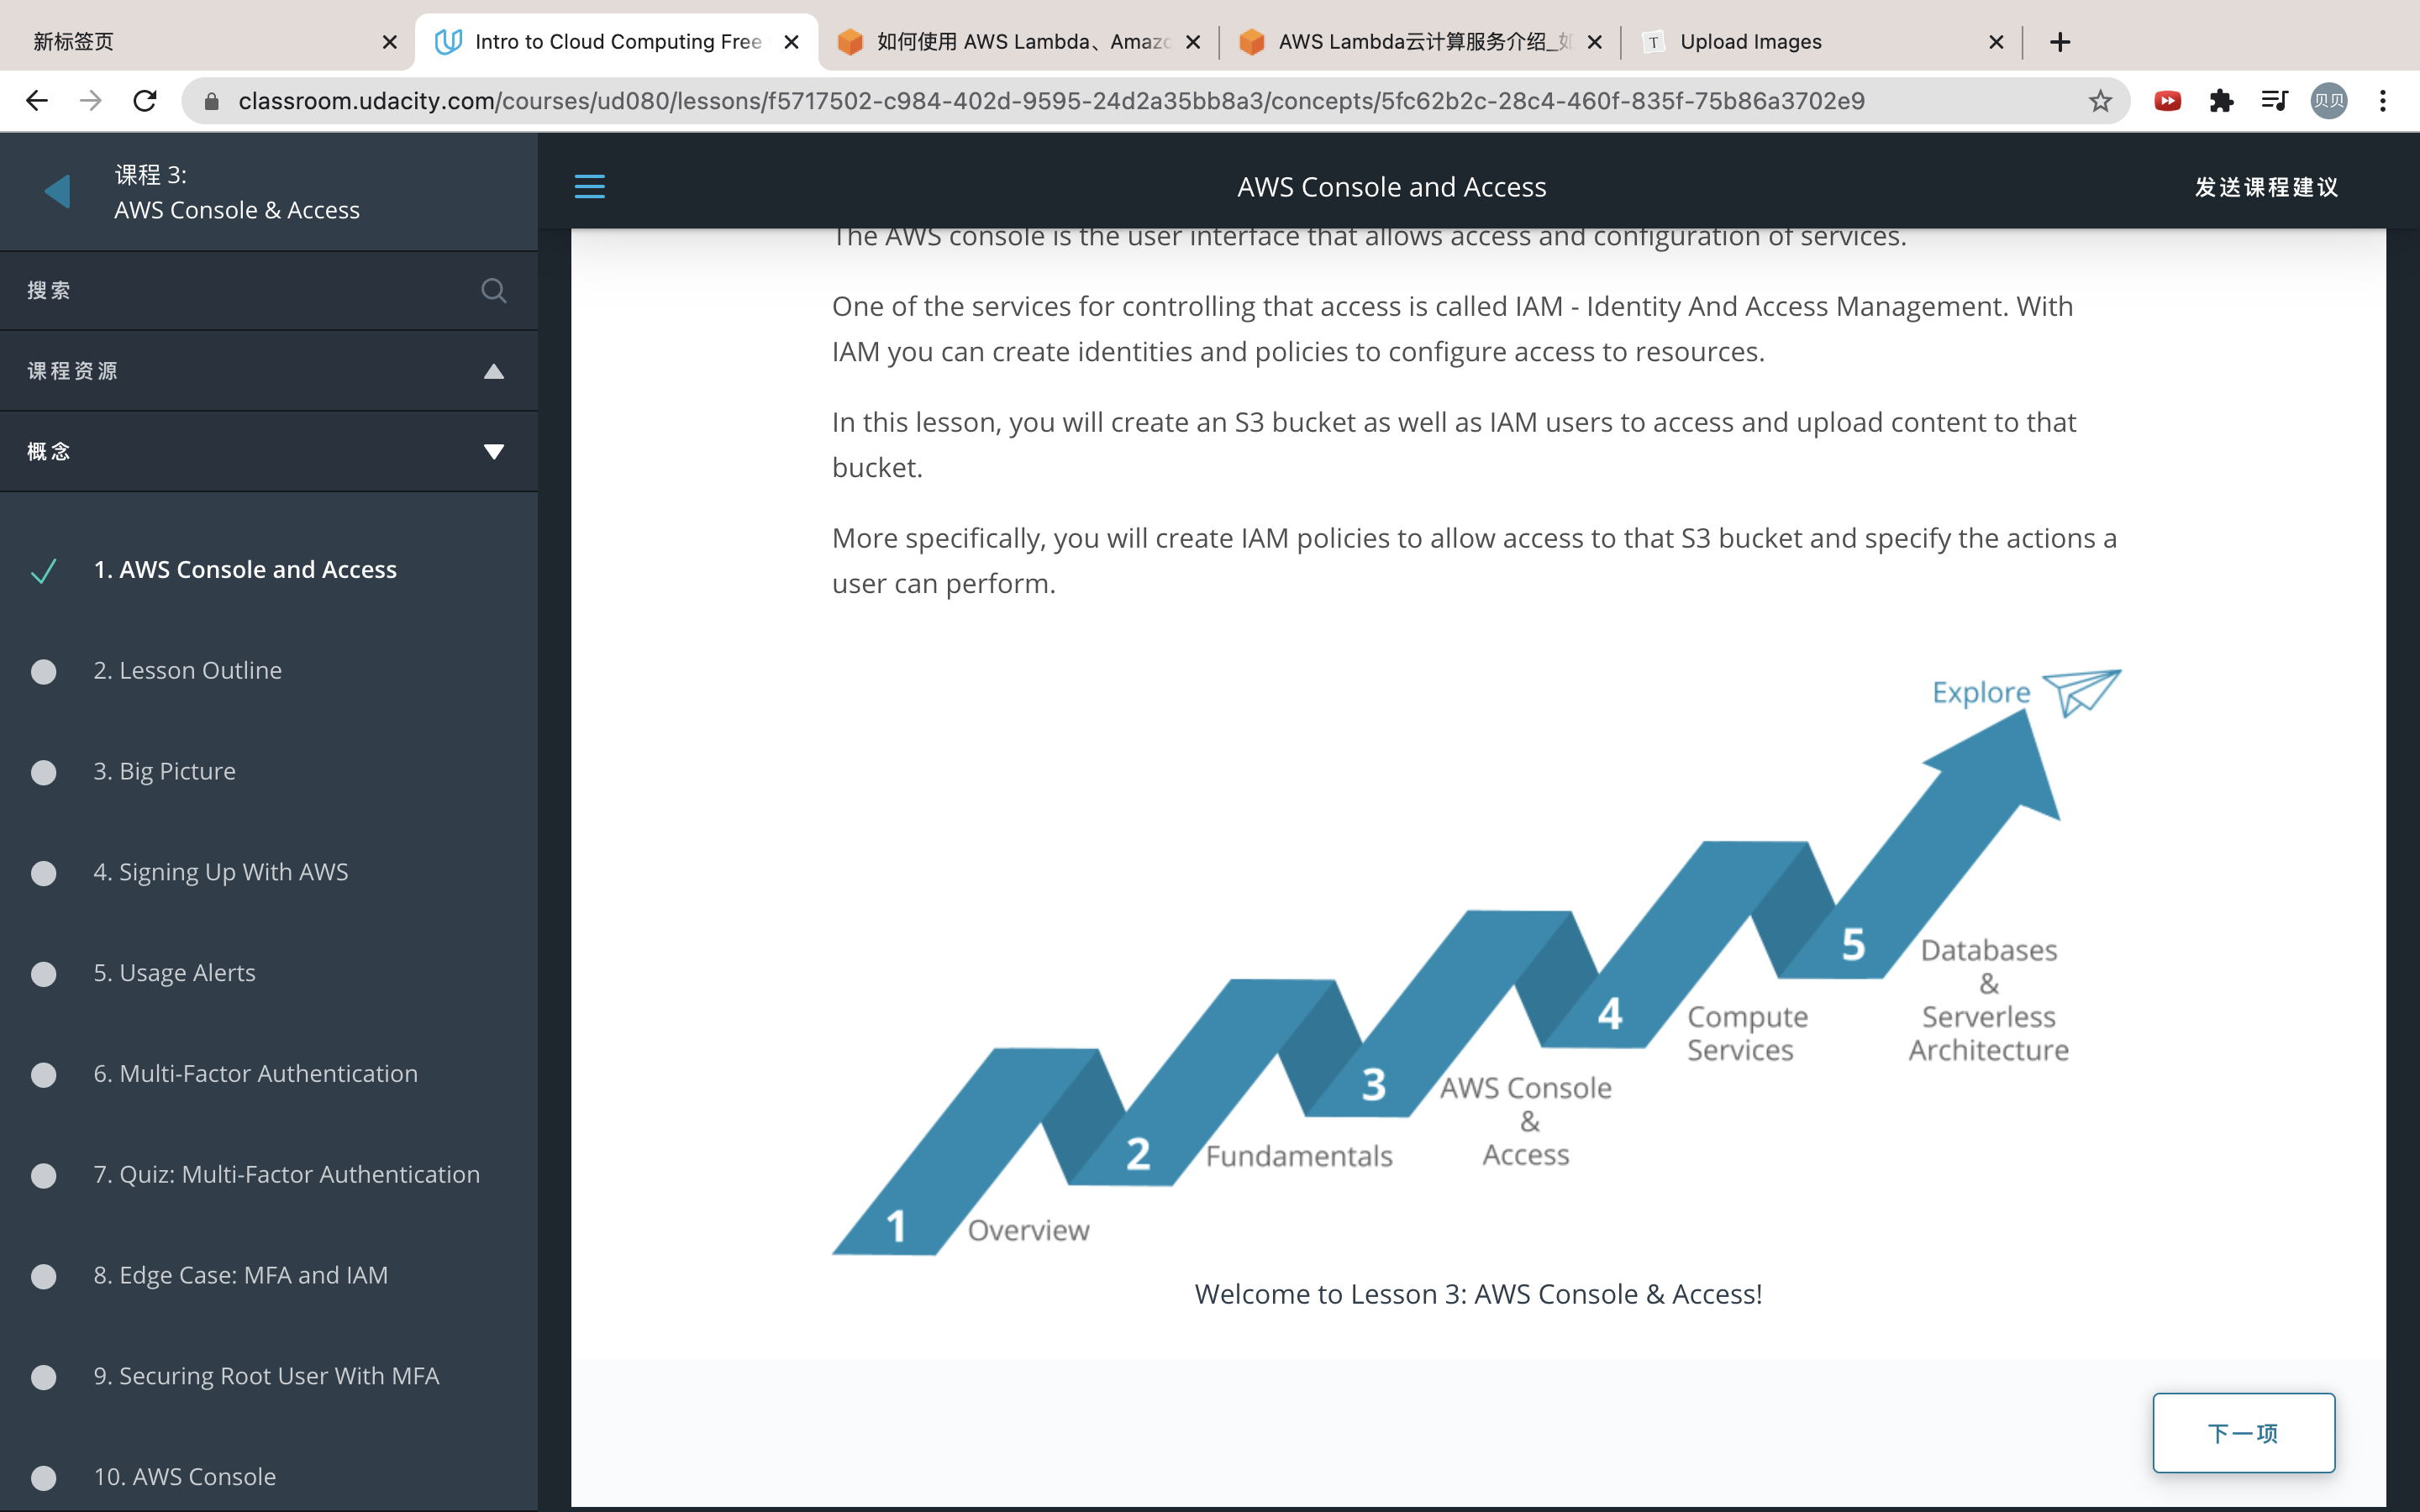 新标签页
Intro to Cloud Computing Free
如何使用 AWS Lambda、Amazo
AWS Lambda云计算服务介绍_如
T
Upload Images
classroom.udacity.com/courses/ud080/lessons/f5717502-c984-402d-9595-24d2a35bb8a3/concepts/5fc62b2c-28c4-460f-835f-75b86a3702e9
贝贝
课程 3:
AWS Console & Access
AWS Console and Access
发送课程建议
搜索
课程资源
概念
1. AWS Console and Access
2. Lesson Outline
3. Big Picture
4. Signing Up With AWS
5. Usage Alerts
6. Multi-Factor Authentication
7. Quiz: Multi-Factor Authentication
8. Edge Case: MFA and IAM
9. Securing Root User With MFA
10. AWS Console
The AWS console is the user interface that allows access and configuration of services.
One of the services for controlling that access is called IAM - Identity And Access Management. With
IAM you can create identities and policies to configure access to resources.
In this lesson, you will create an S3 bucket as well as IAM users to access and upload content to that
bucket.
More specifically, you will create IAM policies to allow access to that S3 bucket and specify the actions a
user can perform.
Explore
1
Overview
2
Fundamentals
3
AWS Console
&
Access
4
Compute
Services
5
Databases
&
Serverless
Architecture
Welcome to Lesson 3: AWS Console & Access!
下一项